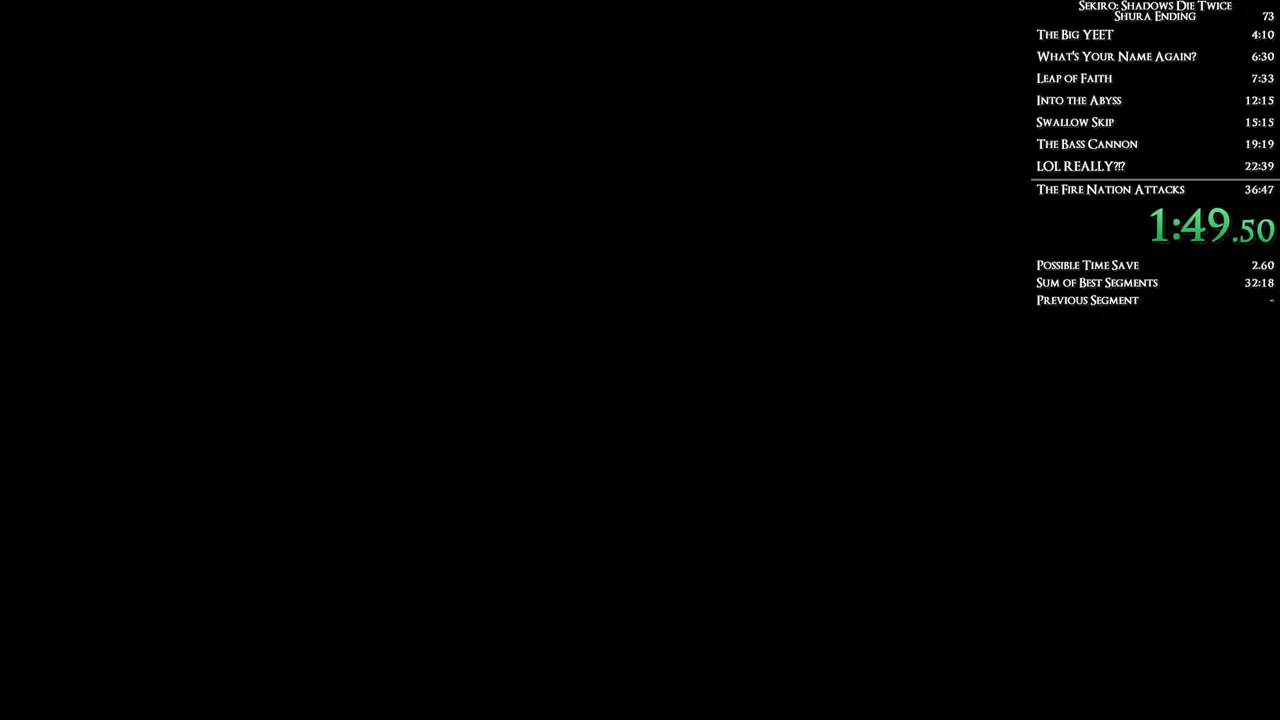 Sekiro: Shadows Die Twice
Shura Ending 73
The Big YEET 4:10
What's Your Name Again? 6:30
Leap of Faith 7:33
Into the Abyss 12:15
Swallow Skip 15:15
The Bass Cannon 19:19
LOL REALLY?!? 22:39
The Fire Nation Attacks 36:47
1:49.50
Possible Time Save 2.60
Sum of Best Segments 32:18
Previous Segment -